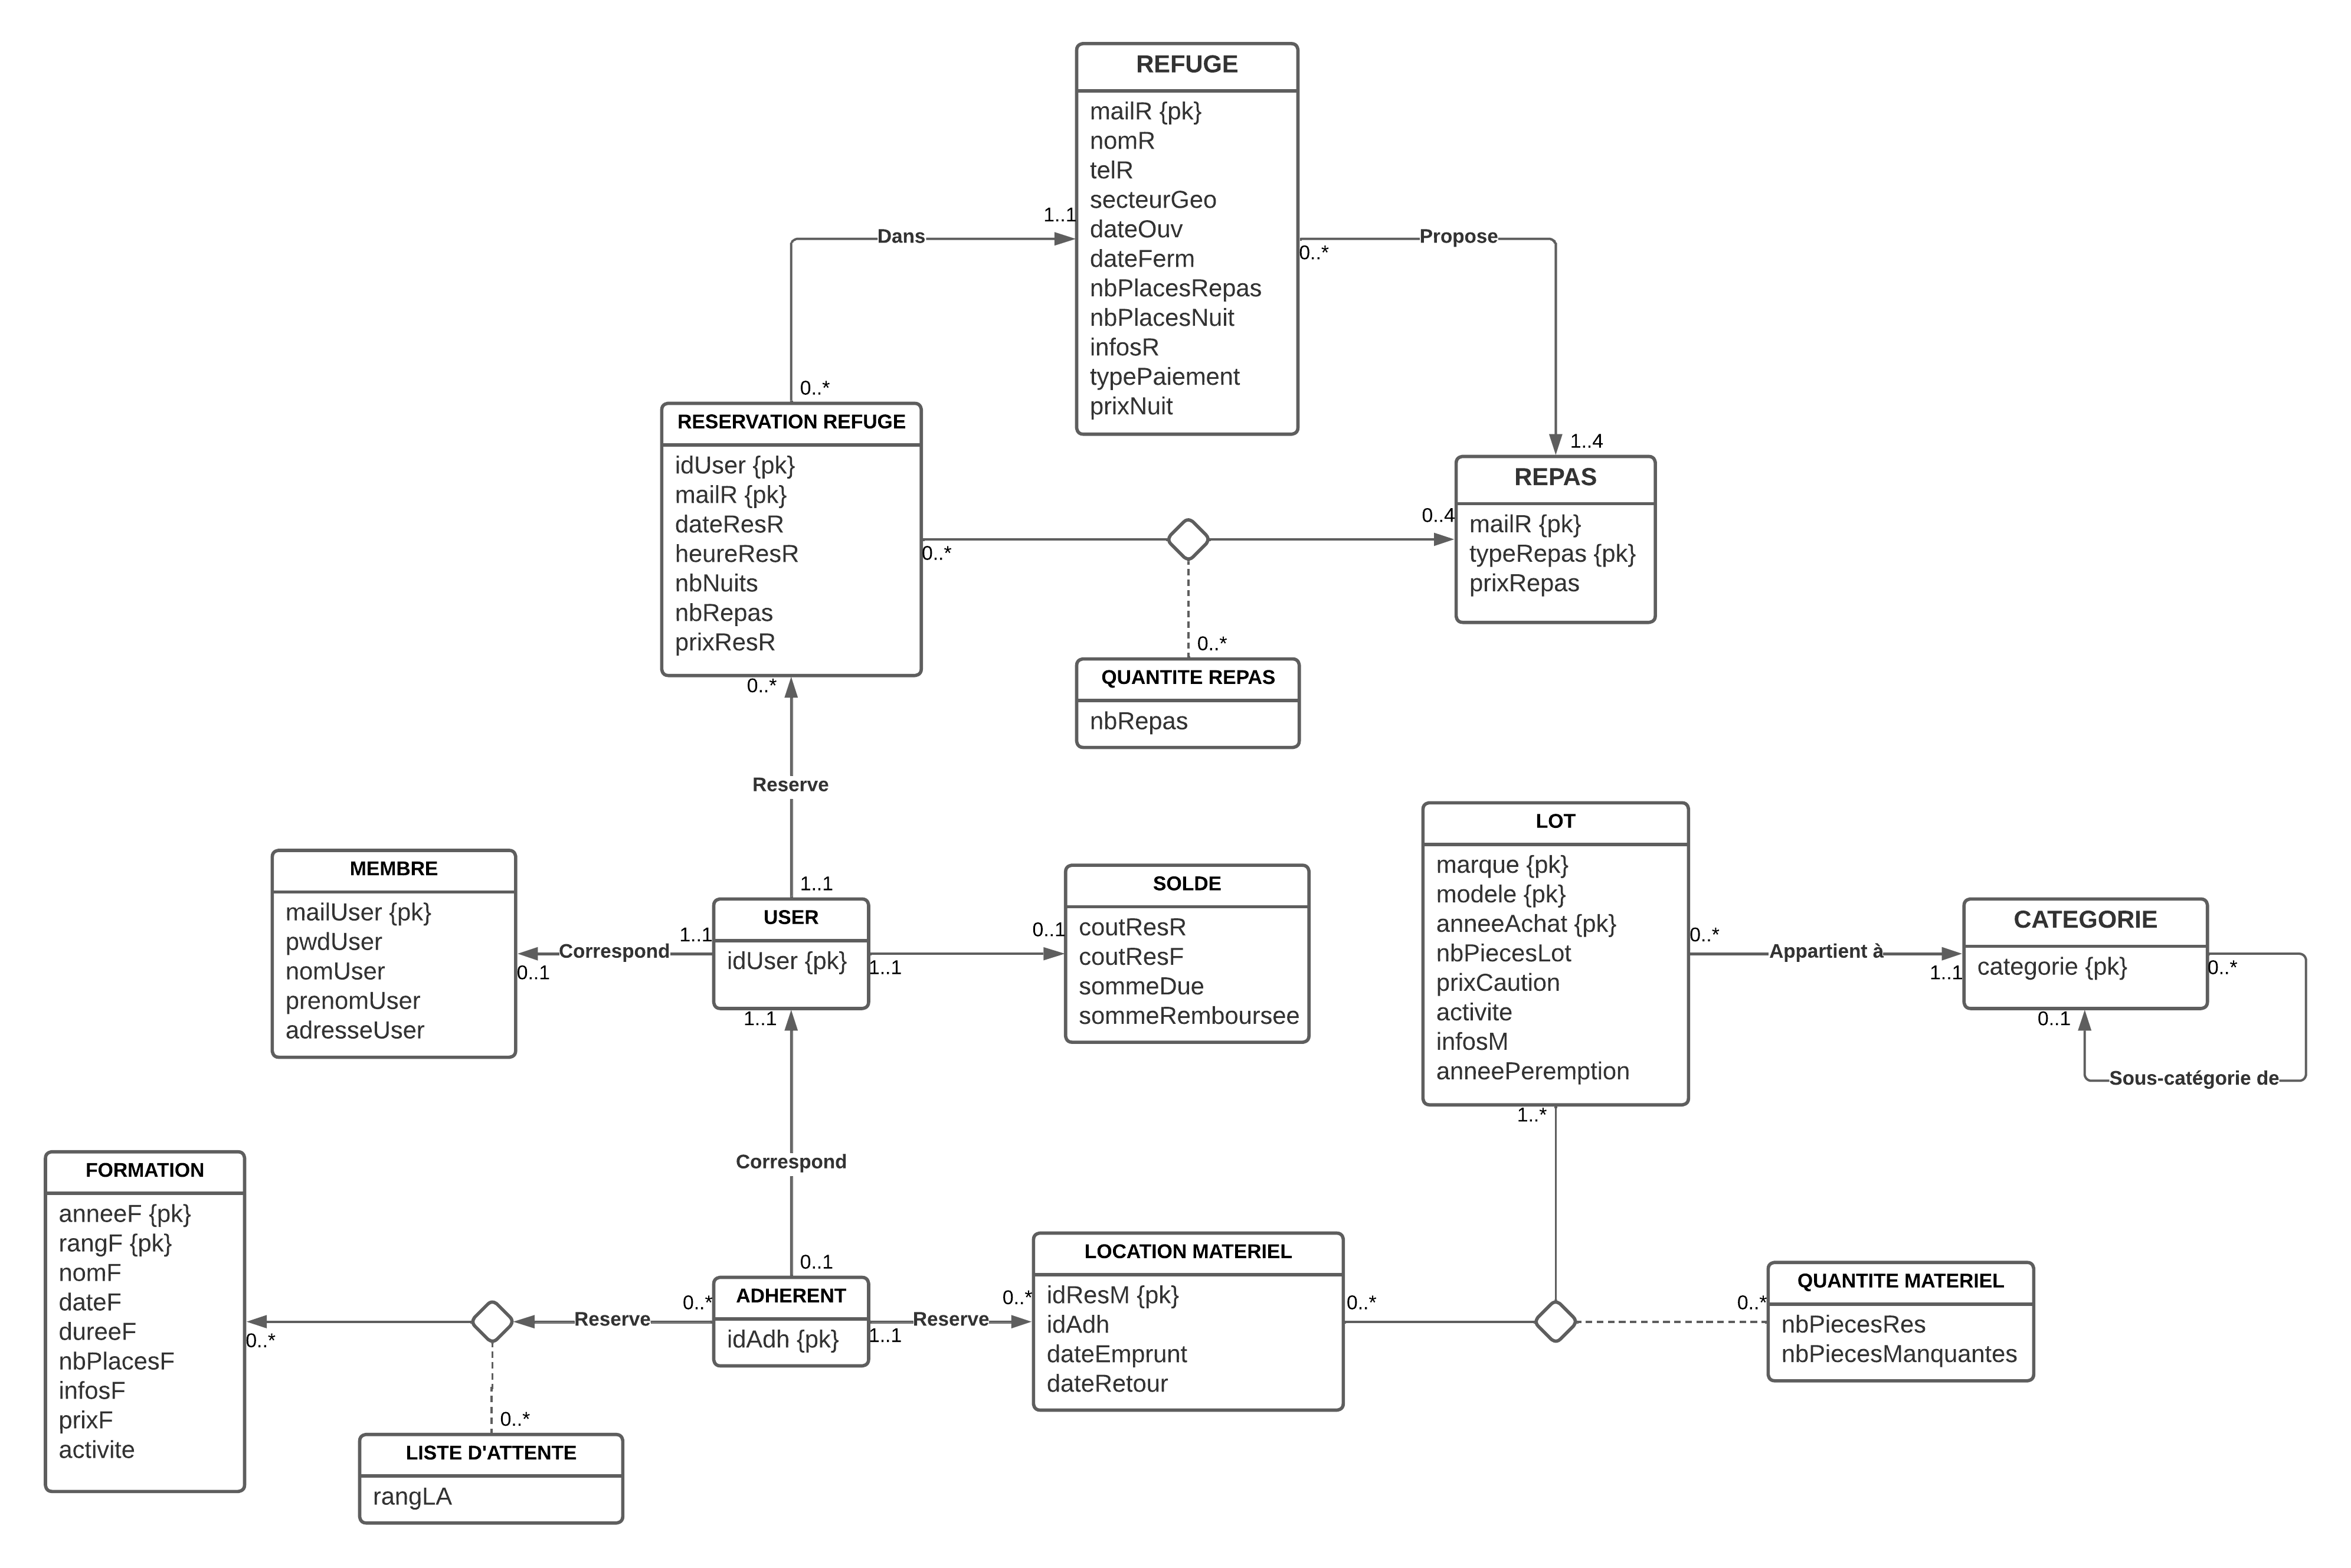 REFUGE
mailR {pk}
nomR
telR
secteurGeo
dateOuv
dateFerm
nbPlacesRepas
nbPlacesNuit
infosR
typePaiement
prixNuit
1..1
Dans
0..*
Propose
0..*
1..4
RESERVATION REFUGE
idUser {pk}
mailR {pk}
dateResR
heureResR
nbNuits
nbRepas
prixResR
REPAS
mailR {pk}
typeRepas {pk}
prixRepas
0..4
0..*
0..*
QUANTITE REPAS
nbRepas
0..*
Reserve
1..1
MEMBRE
mailUser {pk}
pwdUser
nomUser
prenomUser
adresseUser
1..1
Correspond
0..1
USER
idUser {pk}
0..1
1..1
SOLDE
coutResR
coutResF
sommeDue
sommeRemboursee
LOT
marque {pk}
modele {pk}
anneeAchat {pk}
nbPiecesLot
prixCaution
activite
infosM
anneePeremption
0..*
Appartient à
1..1
CATEGORIE
categorie {pk}
0..*
0..1
Sous-catégorie de
1..1
Correspond
0..1
1..*
FORMATION
anneeF {pk}
rangF {pk}
nomF
dateF
dureeF
nbPlacesF
infosF
prixF
activite
0..*
Reserve
0..*
ADHERENT
idAdh {pk}
0..*
Reserve
1..1
LOCATION MATERIEL
idResM {pk}
idAdh
dateEmprunt
dateRetour
0..*
0..*
QUANTITE MATERIEL
nbPiecesRes
nbPiecesManquantes
0..*
LISTE D'ATTENTE
rangLA